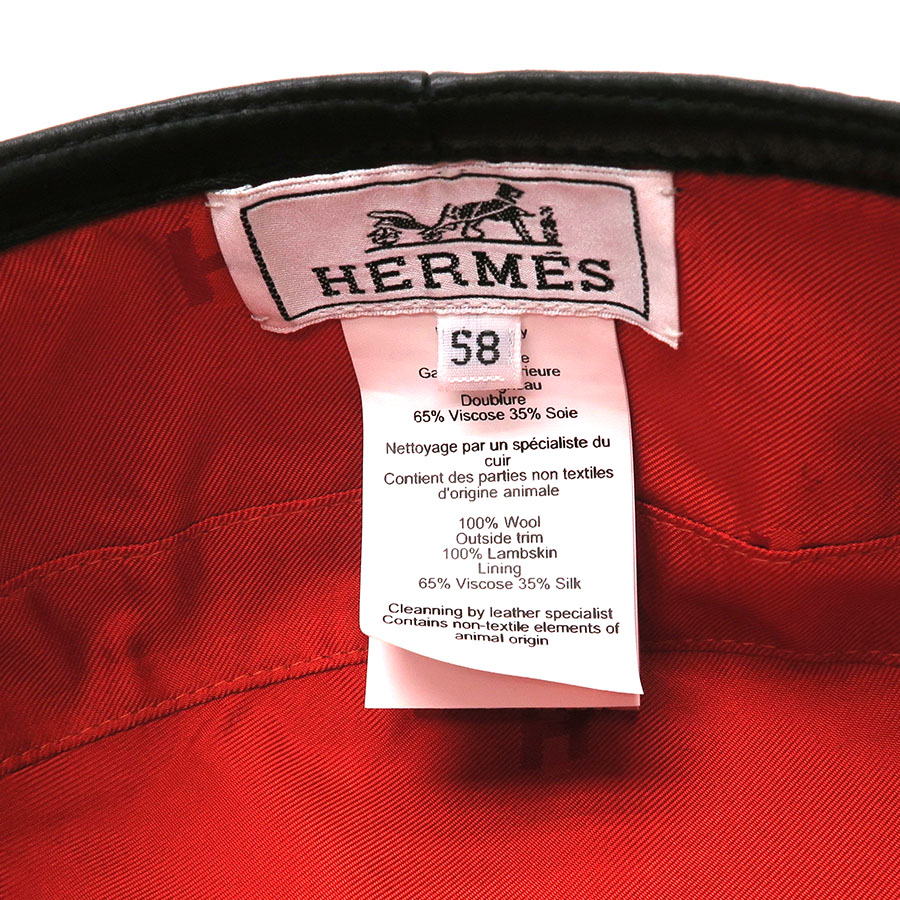 HERMÈS
58
Doublure
65% Viscose 35% Soie
Nettoyage par un spécialiste du
cuir
Contient des parties non textiles
d'origine animale
100% Wool
Outside trim
100% Lambskin
Lining
65% Viscose 35% Silk
Cleanning by leather specialist
Contains non-textile elements of
animal origin
H
H